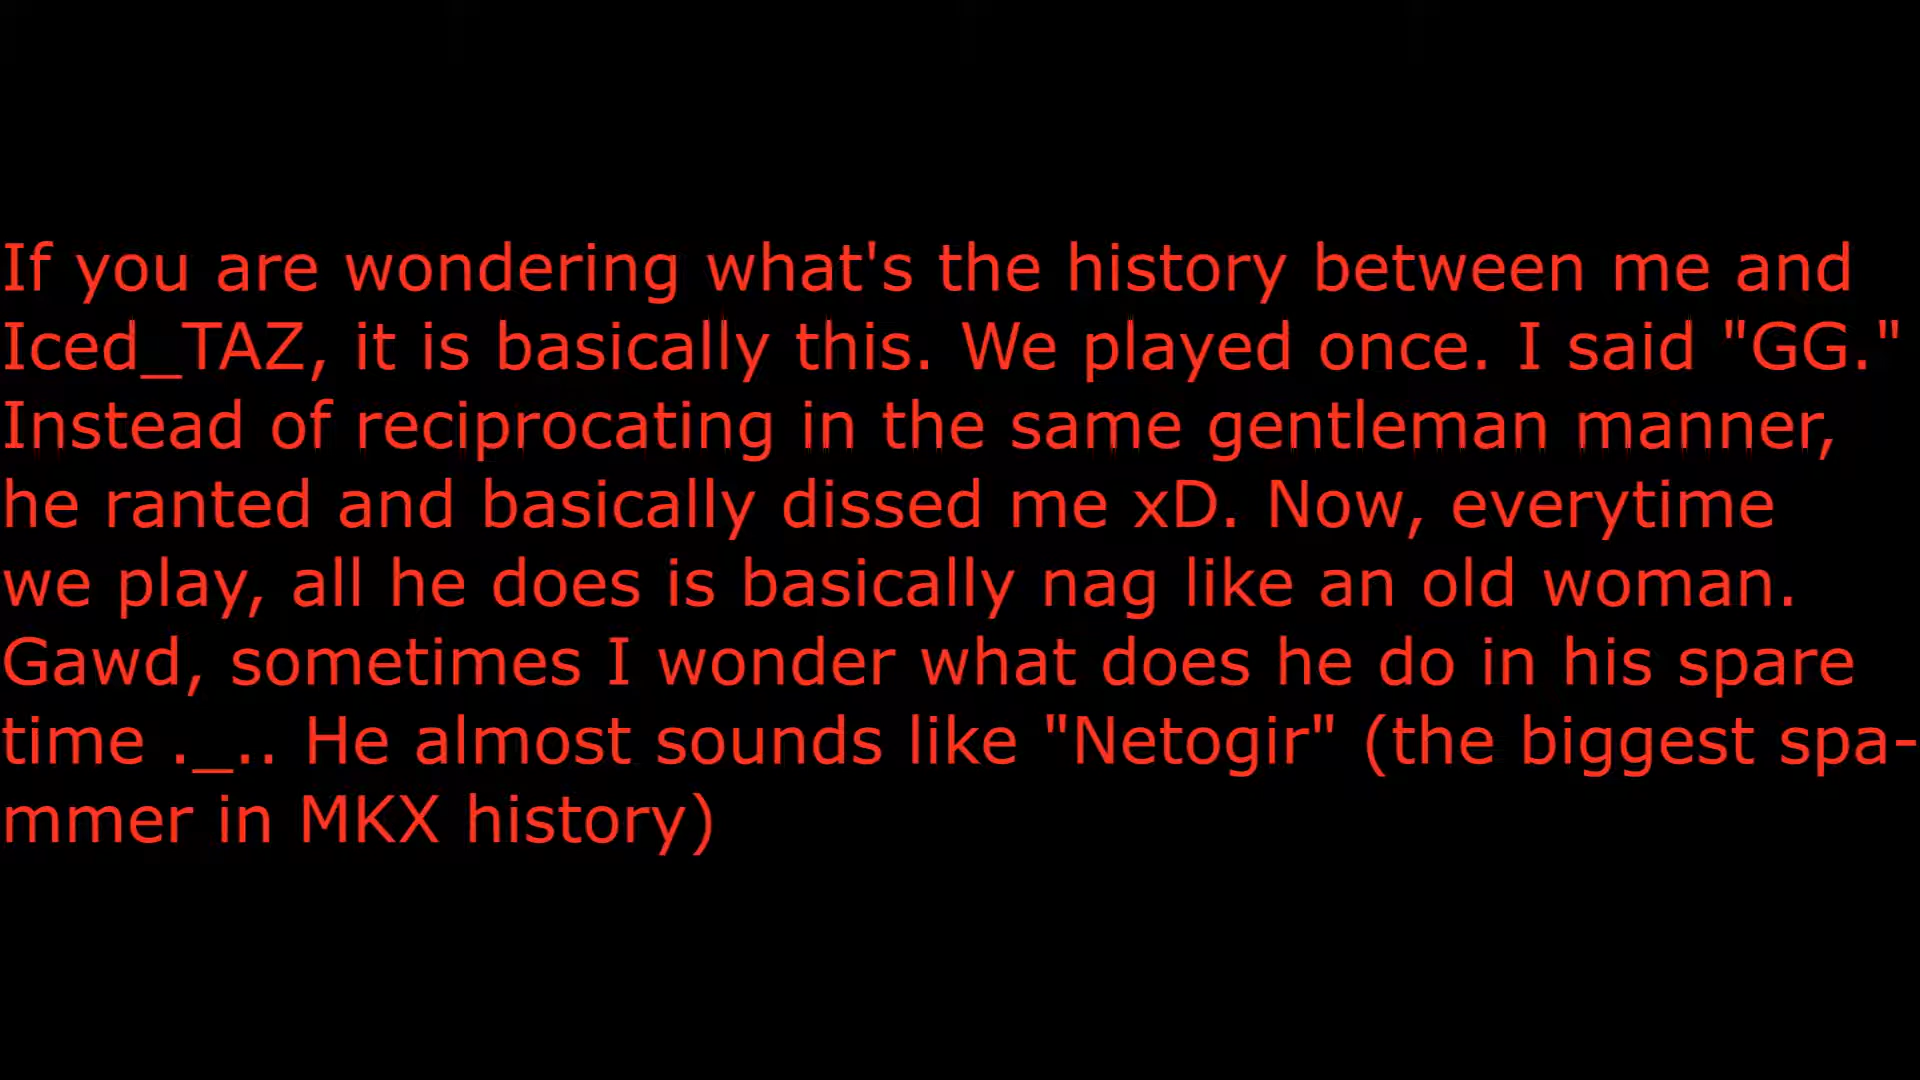 If you are wondering what's the history between me and
Iced_TAZ, it is basically this. We played once. I said "GG."
Instead of reciprocating in the same gentleman manner,
he ranted and basically dissed me xD. Now, everytime
we play, all he does is basically nag like an old woman.
Gawd, sometimes I wonder what does he do in his spare
time ._.. He almost sounds like "Netogir" (the biggest spa-
mmer in MKX history)